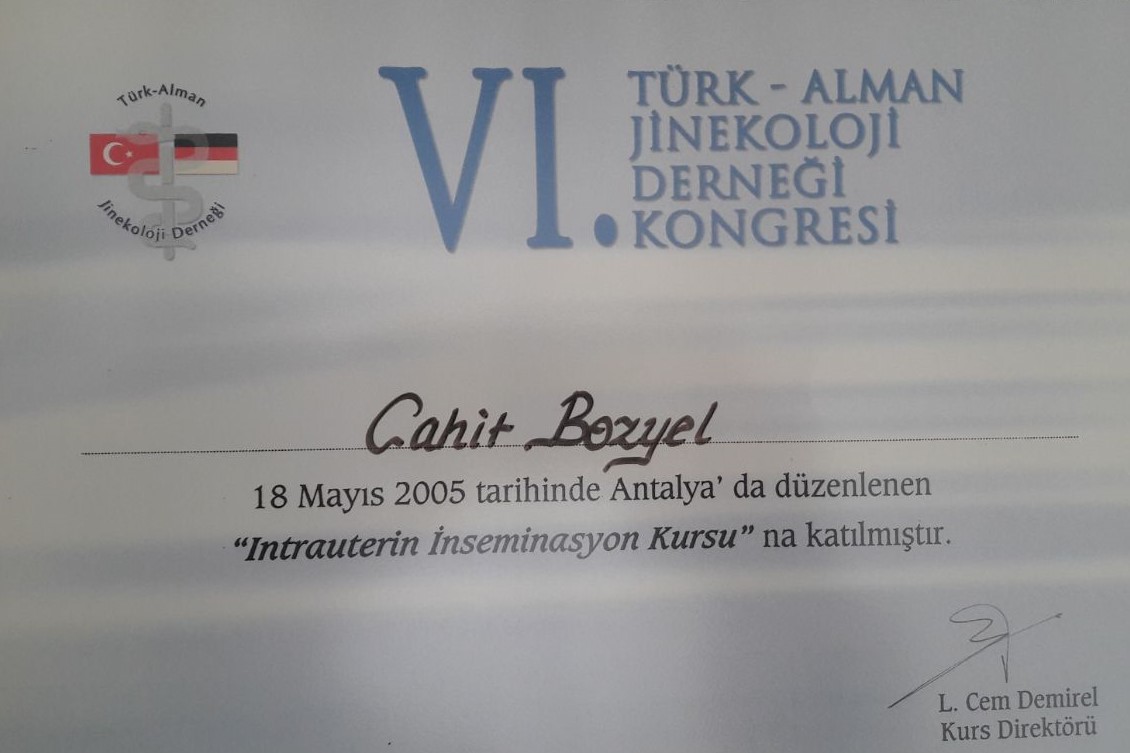 Türk-Alman
Jinekoloji Derneği
VI.
TÜRK - ALMAN
JİNEKOLOJİ
DERNEĞİ
KONGRESİ
Cahit Bozyel
18 Mayıs 2005 tarihinde Antalya' da düzenlenen
“Intrauterin İnseminasyon Kursu” na katılmıştır.
L. Cem Demirel
Kurs Direktörü